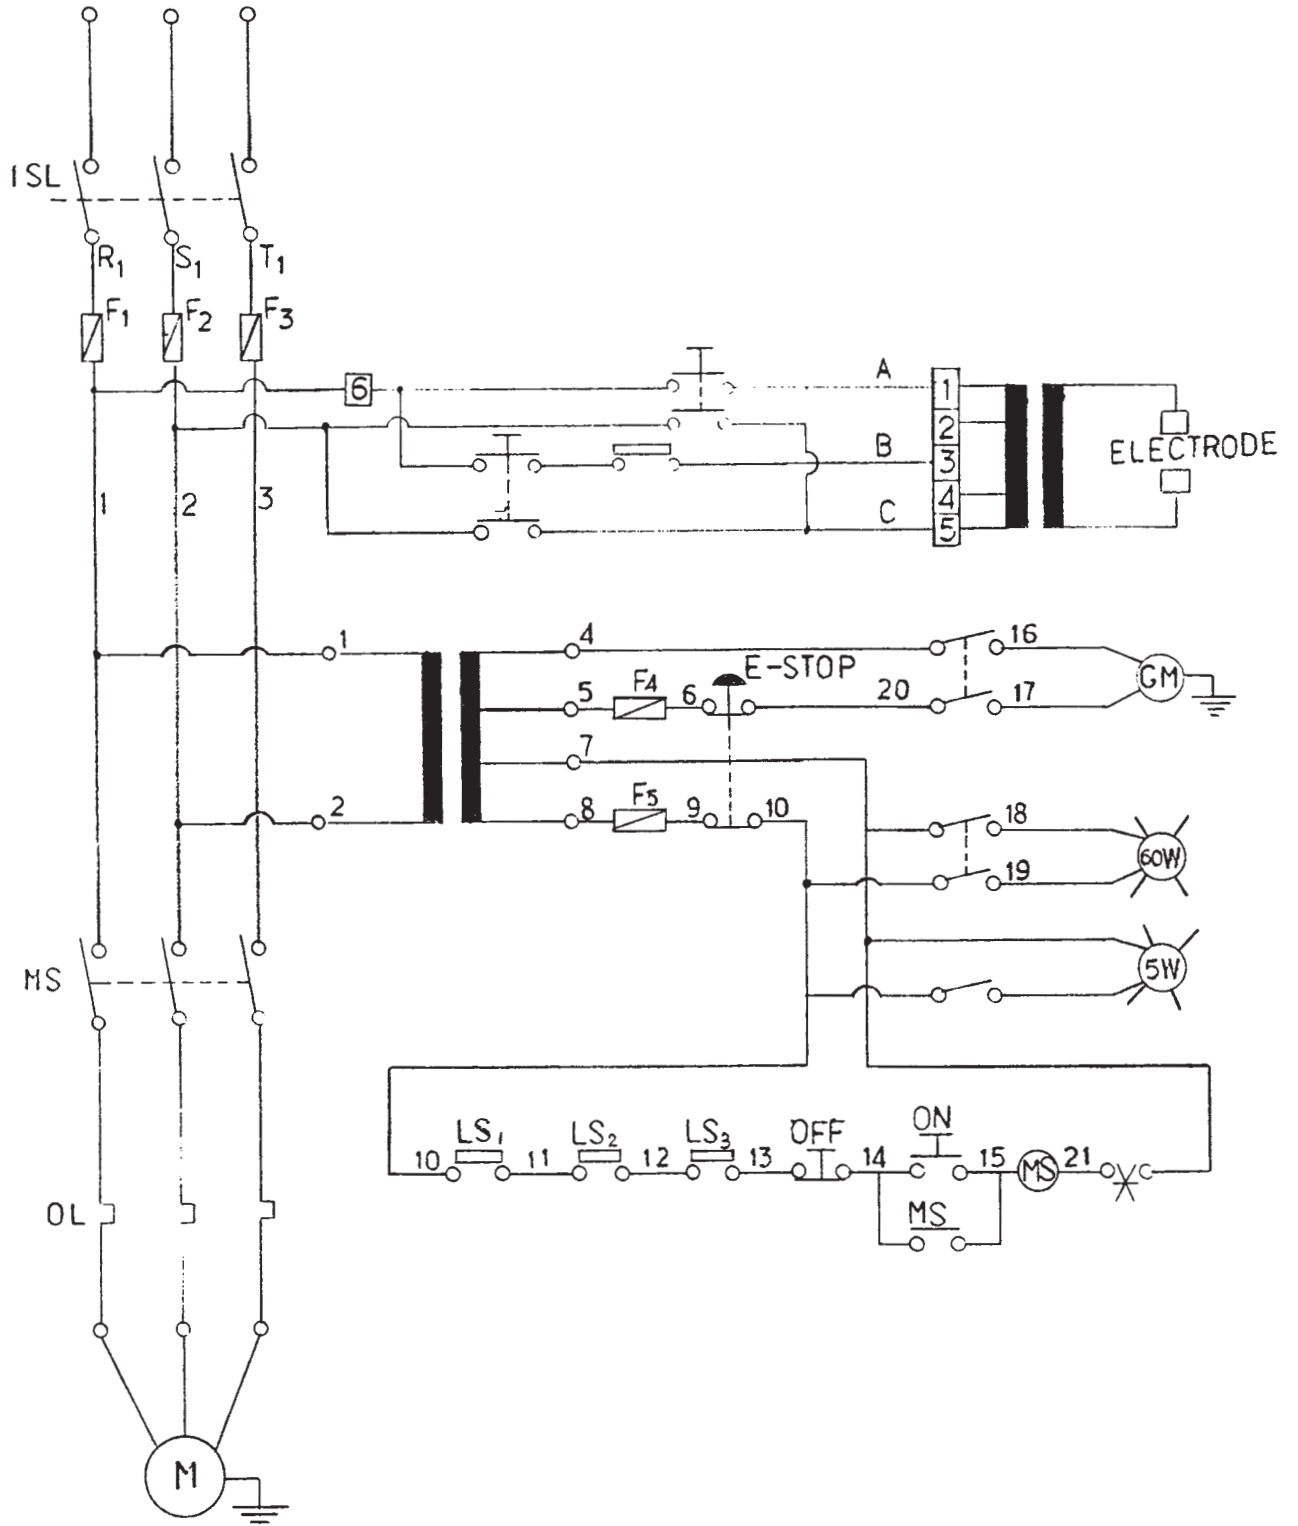 ISL
R1 S1 T1
F1 F2 F3
6 A 1
2
ELECTRODE
B 3
1 2 3
4
C 5
1 4 16
E-STOP
GM
5 F4 6 20 17
7
2 8 F5 9 10 18
60W
19
MS 5W
LS1 LS2 LS3 OFF ON
10 11 12 13 14 15 MS 21
OL MS
M